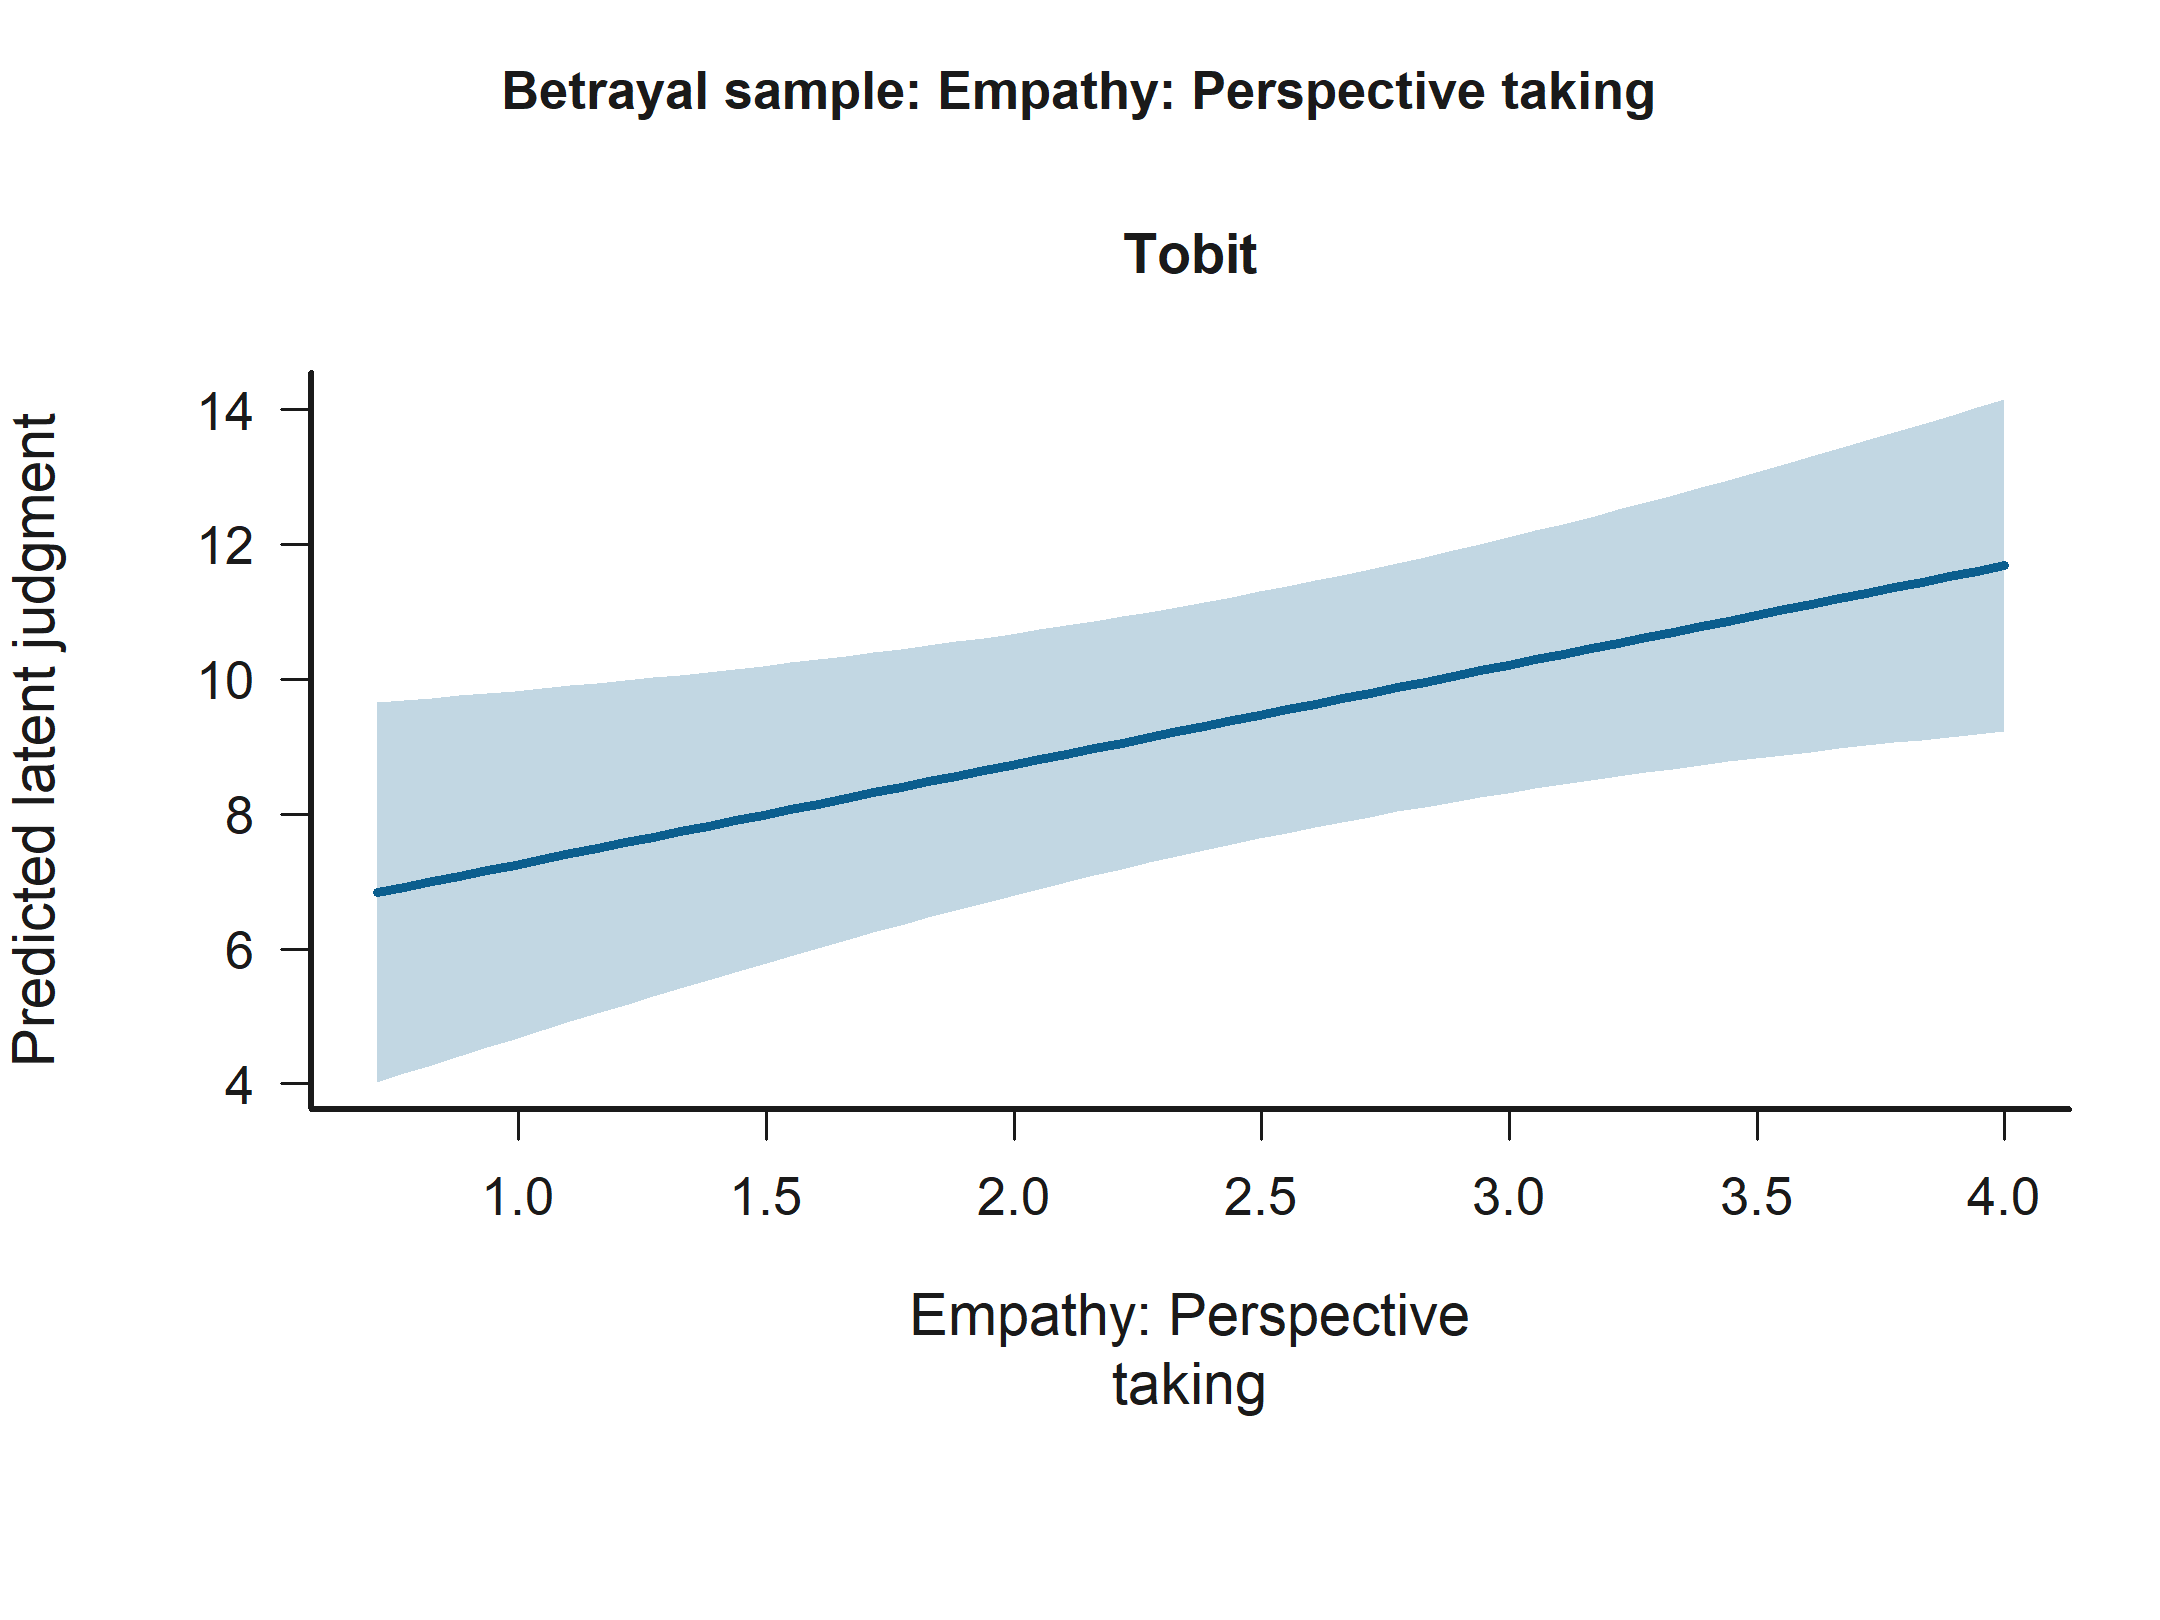 Betrayal sample: Empathy: Perspective taking
Tobit
Predicted latent judgment
14
12
10
8
6
4
1.0 1.5 2.0 2.5 3.0 3.5 4.0
Empathy: Perspective
taking